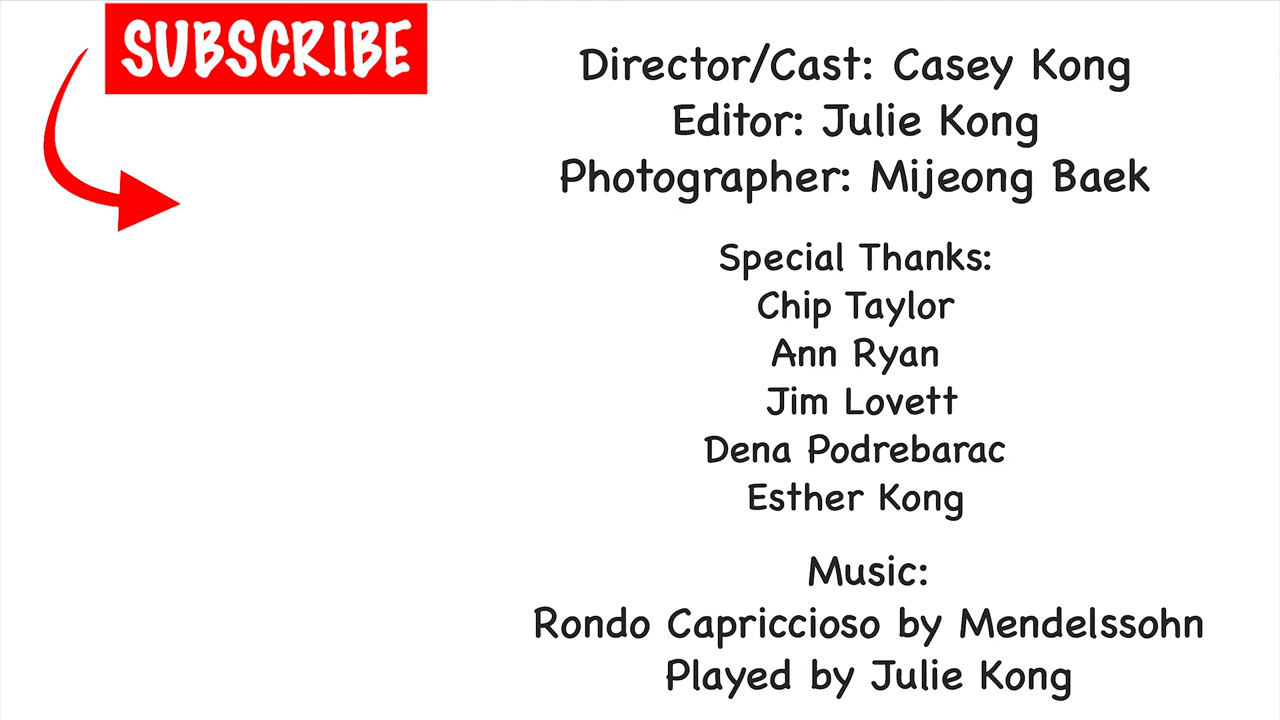 SUBSCRIBE
Director/Cast: Casey Kong
Editor: Julie Kong
Photographer: Mijeong Baek
Special Thanks:
Chip Taylor
Ann Ryan
Jim Lovett
Dena Podrebarac
Esther Kong
Music:
Rondo Capriccioso by Mendelssohn
Played by Julie Kong